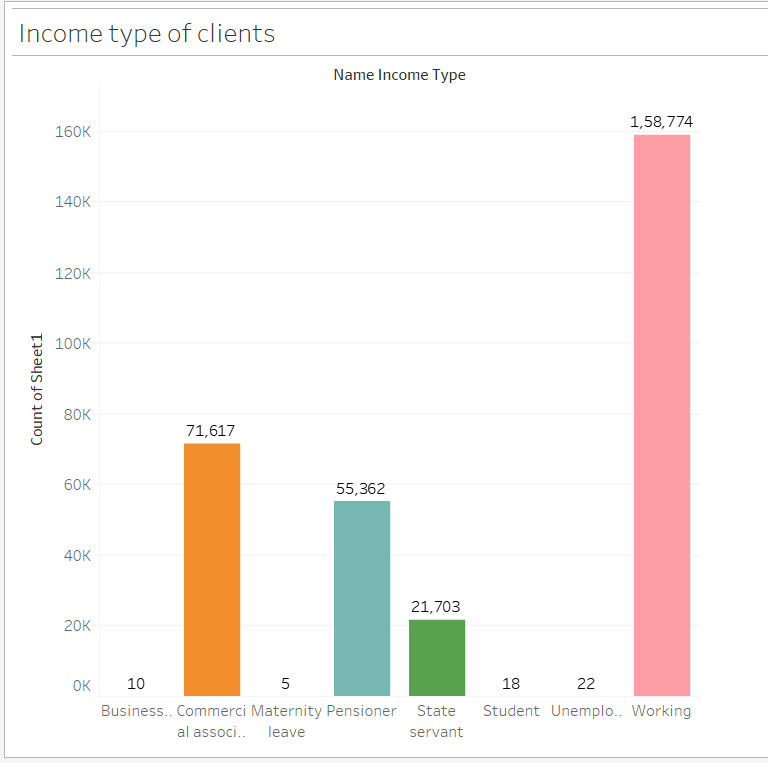 Income type of clients
Name Income Type
160K
140K
120K
100K
80K
60K
40K
20K
0K
Count of Sheet1
10
71,617
5
55,362
21,703
18
22
1,58,774
Business..
Commerci
al associ..
Maternity
leave
Pensioner
State
servant
Student
Unemplo..
Working